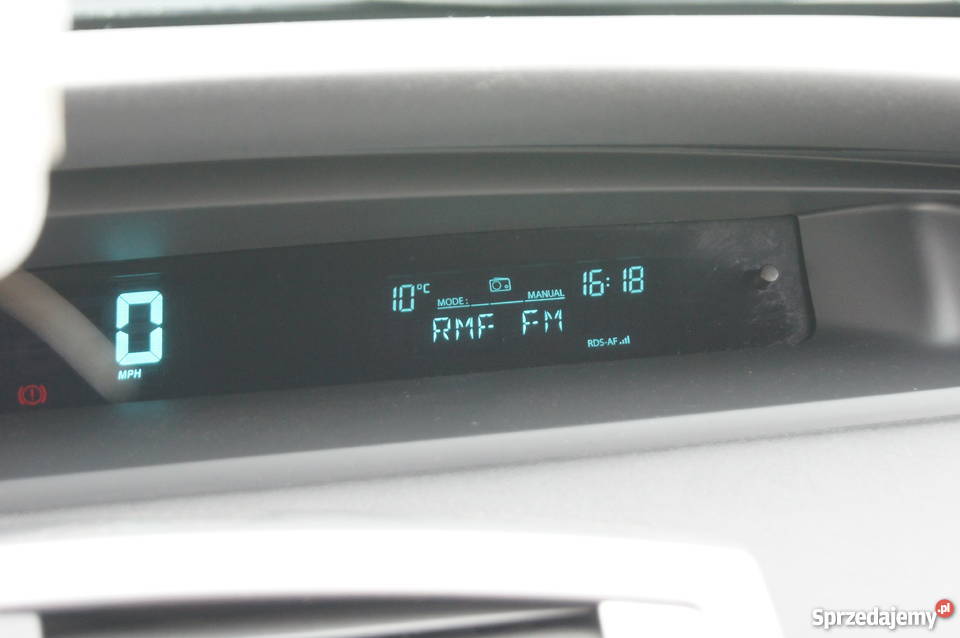 10°C
MODE: MANUAL
16:18
0
RMF FM
MPH
RDS-AF
Sprzedajemy.pl